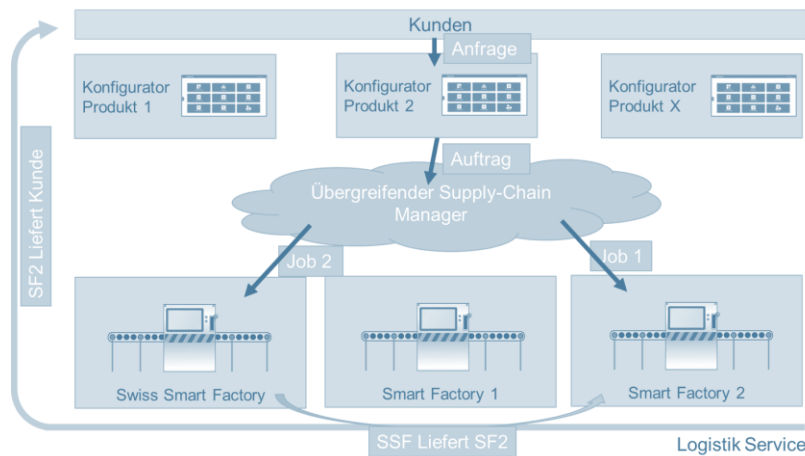 Kunden
Anfrage
Konfigurator
Produkt 1
Konfigurator
Produkt 2
Konfigurator
Produkt X
Auftrag
Übergreifender Supply-Chain
Manager
SF2 Liefert Kunde
Job 2
Job 1
Swiss Smart Factory
Smart Factory 1
Smart Factory 2
SSF Liefert SF2
Logistik Service